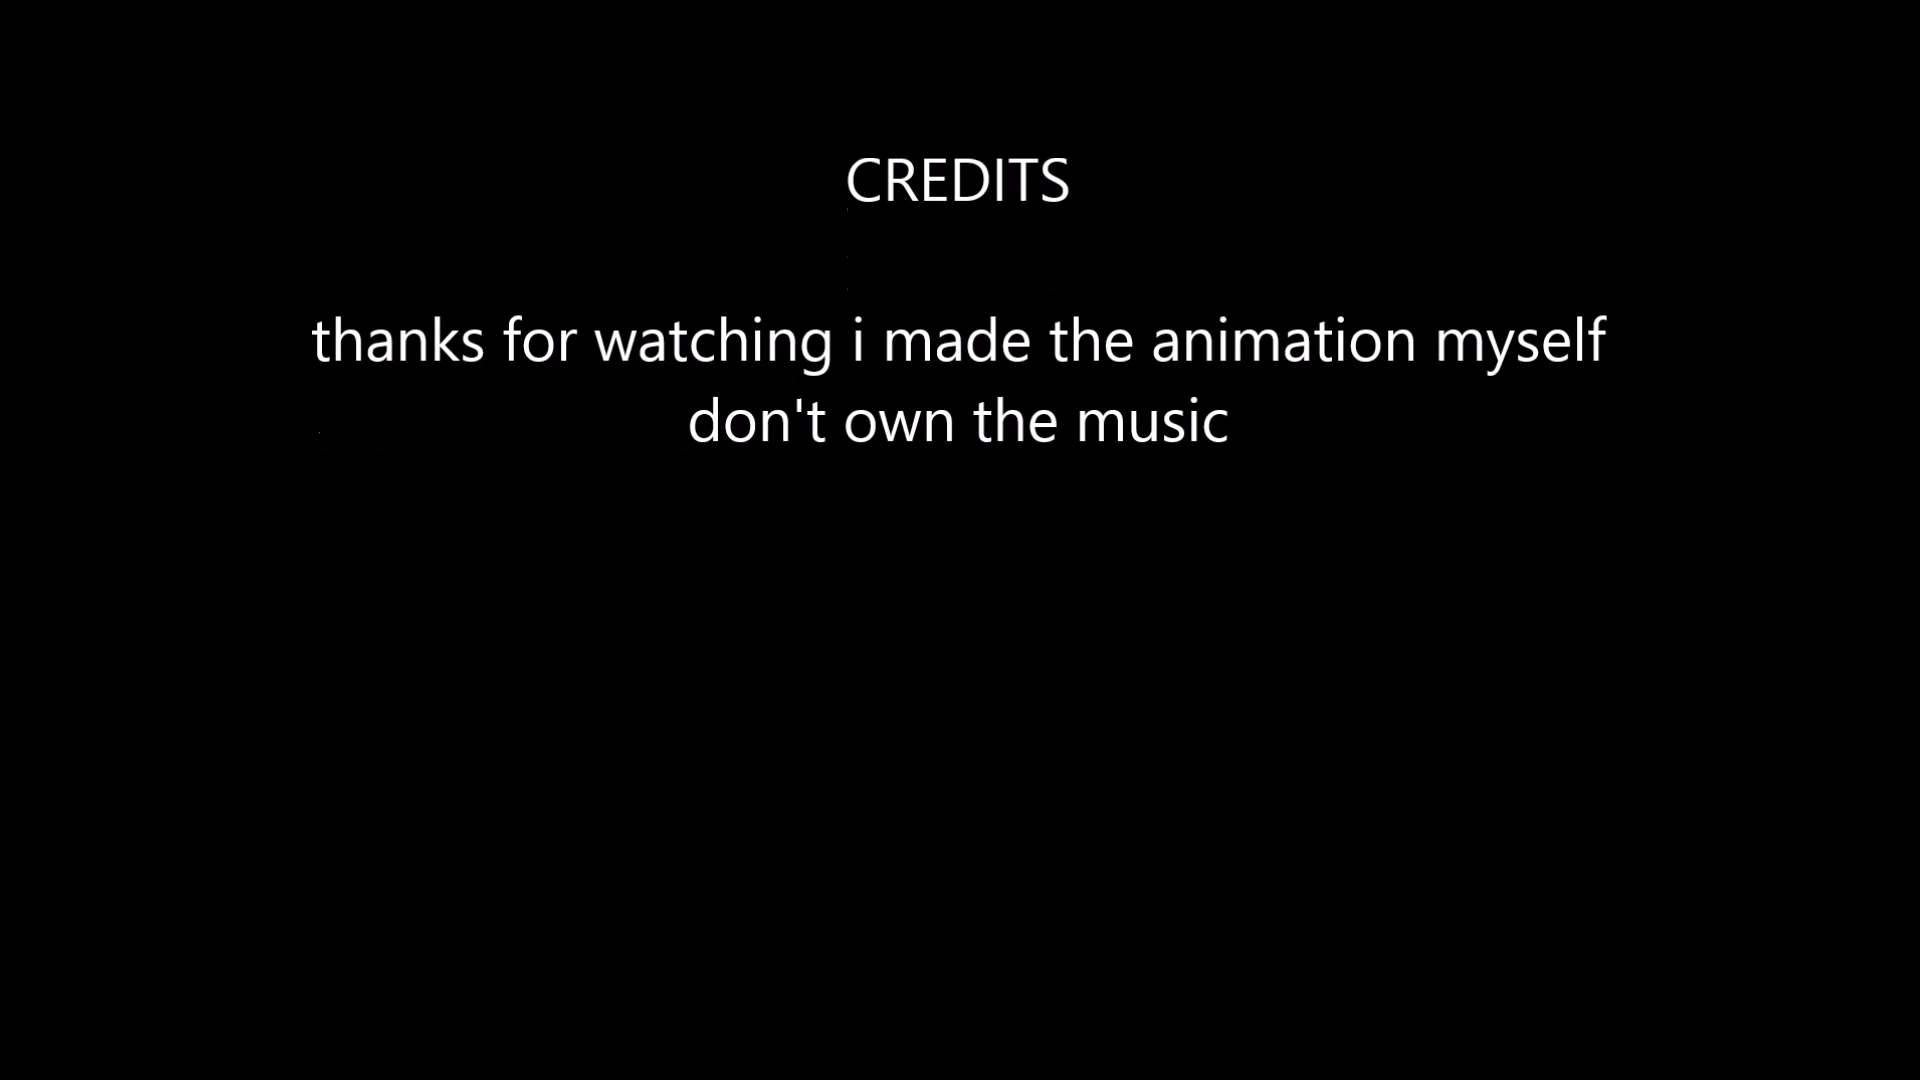 CREDITS
thanks for watching i made the animation myself
don't own the music